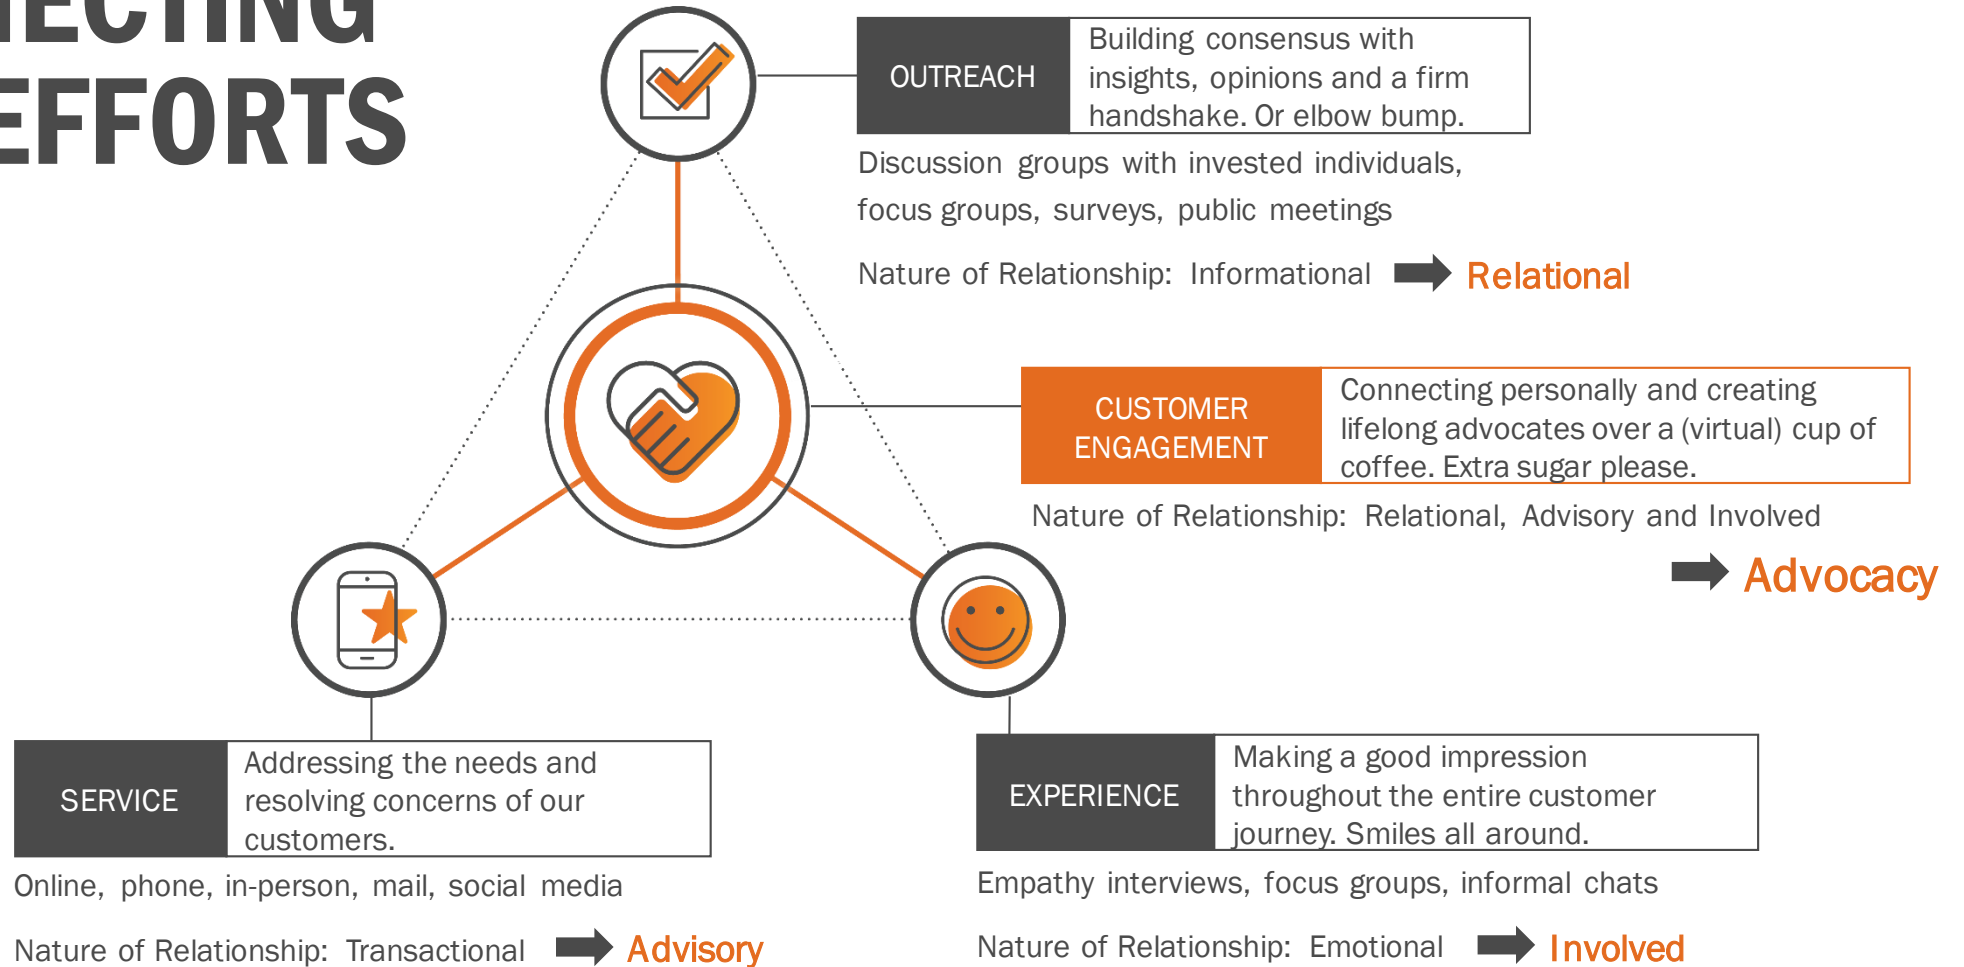 NECTING
EFFORTS
OUTREACH
Building consensus with
insights, opinions and a firm
handshake. Or elbow bump.
Discussion groups with invested individuals,
focus groups, surveys, public meetings
Nature of Relationship: Informational
Relational
CUSTOMER
ENGAGEMENT
Connecting personally and creating
lifelong advocates over a (virtual) cup of
coffee. Extra sugar please.
Nature of Relationship: Relational, Advisory and Involved
Advocacy
SERVICE
Addressing the needs and
resolving concerns of our
customers.
Online, phone, in-person, mail, social media
Nature of Relationship: Transactional
Advisory
EXPERIENCE
Making a good impression
throughout the entire customer
journey. Smiles all around.
Empathy interviews, focus groups, informal chats
Nature of Relationship: Emotional
Involved